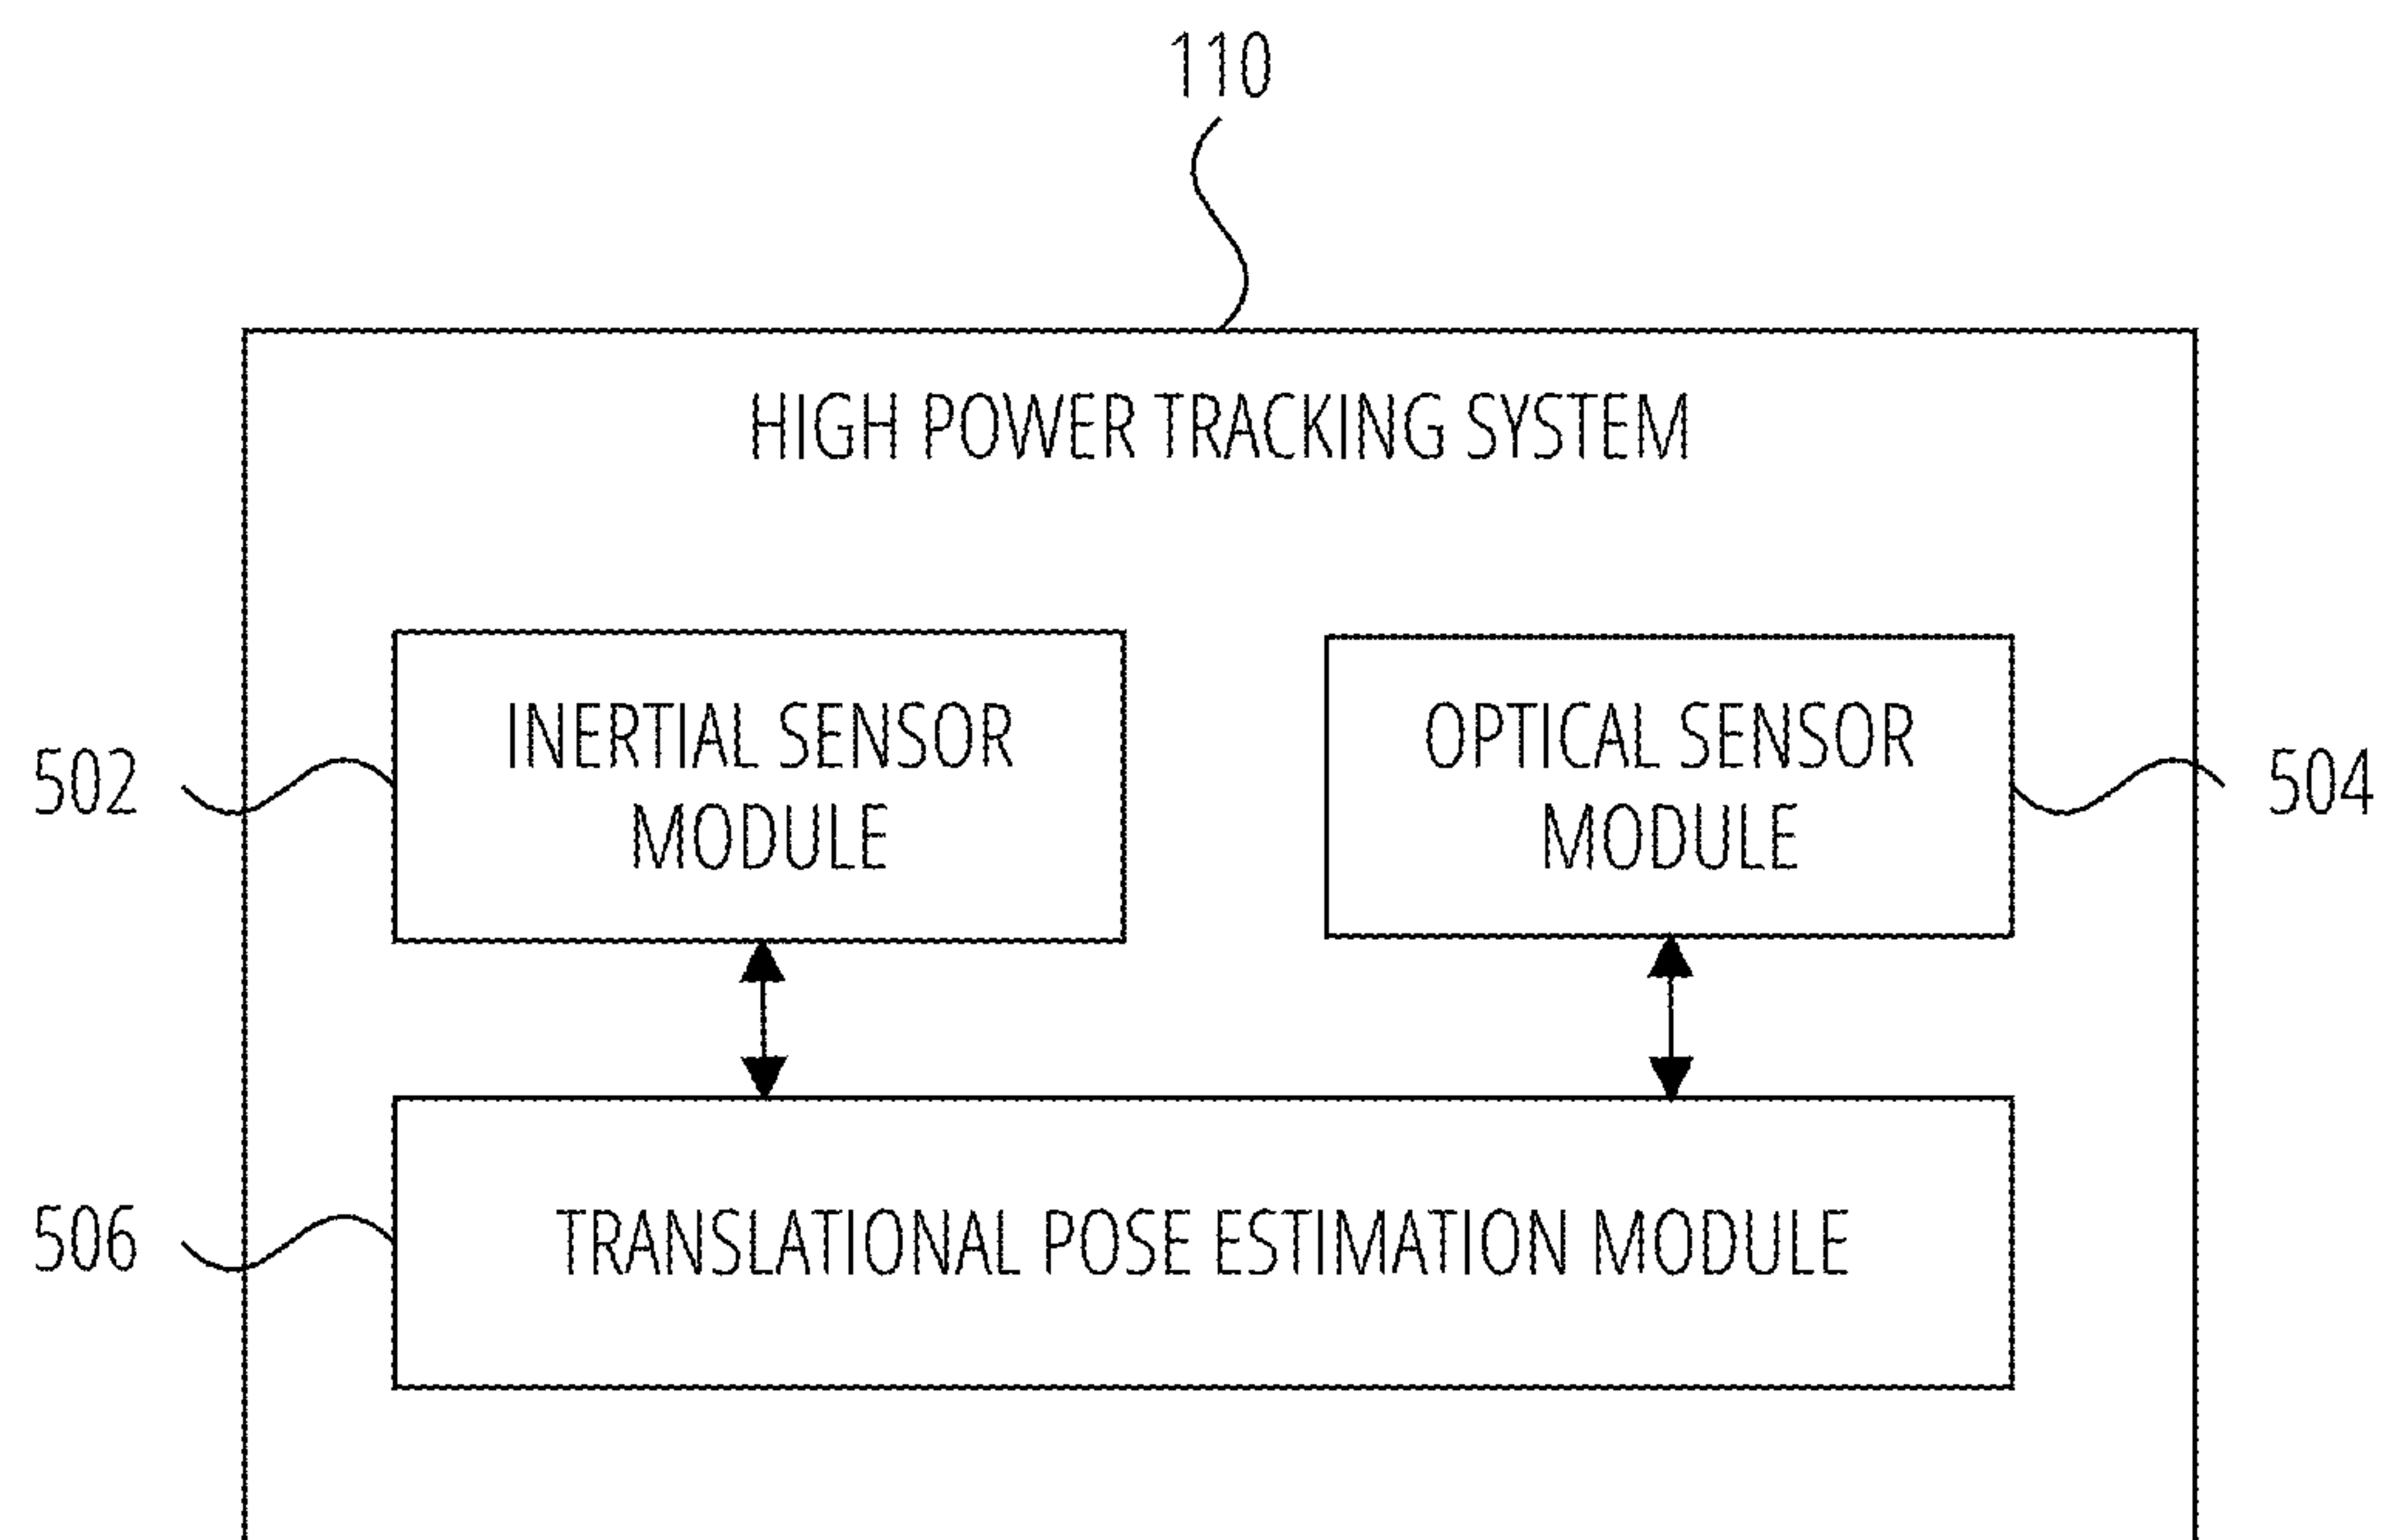 110
HIGH POWER TRACKING SYSTEM
INERTIAL SENSOR
MODULE
OPTICAL SENSOR
MODULE
502
504
506
TRANSLATIONAL POSE ESTIMATION MODULE